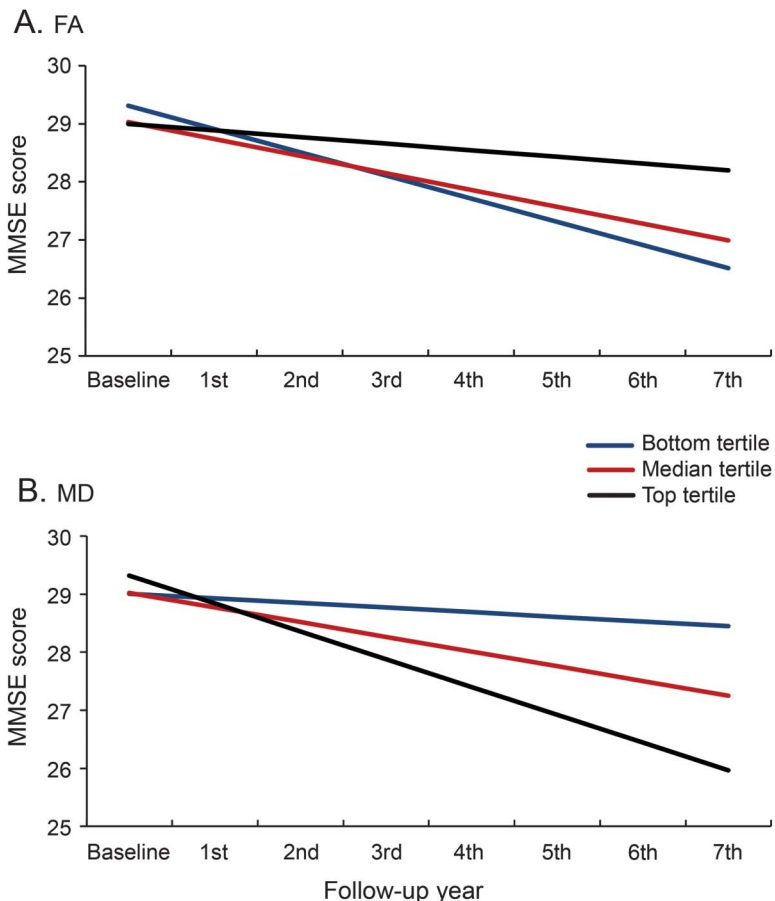 A. FA
MMSE score
30
29
28
27
26
25
Baseline 1st 2nd 3rd 4th 5th 6th 7th
Bottom tertile
Median tertile
Top tertile
B. MD
MMSE score
30
29
28
27
26
25
Baseline 1st 2nd 3rd 4th 5th 6th 7th
Follow-up year